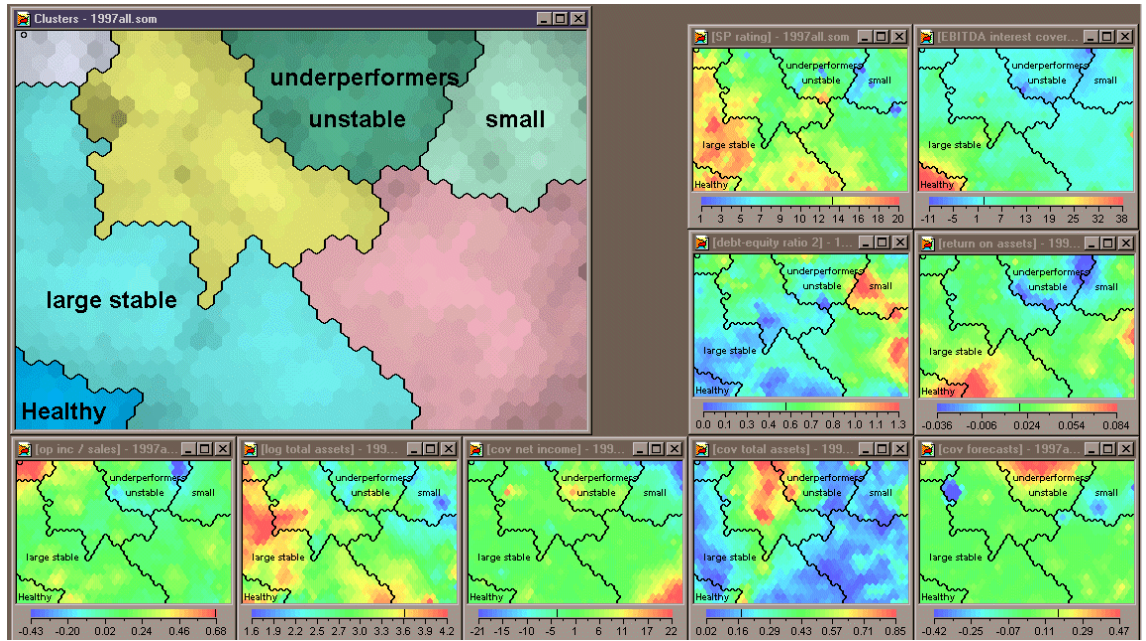 Clusters - 1997all.som
underperformers
unstable
small
large stable
Healthy
[SP rating] - 1997all.som
underperformers
unstable
small
large stable
Healthy
1 3 5 7 9 12 14 16 18 20
[EBITDA interest cover...
underperformers
unstable
small
large stable
Healthy
-11 -5 1 7 13 19 26 32 38
[debt-equity ratio 2] - 1...
underperformers
unstable
small
large stable
Healthy
0.0 0.1 0.3 0.4 0.6 0.7 0.8 1.0 1.1 1.3
[return on assets] - 199...
underperformers
unstable
small
large stable
Healthy
-0.036 -0.006 0.024 0.054 0.084
[op inc / sales] - 1997a...
underperformers
unstable
small
large stable
Healthy
-0.43 -0.20 0.02 0.24 0.46 0.68
[log total assets] - 199...
underperformers
unstable
small
large stable
Healthy
1.6 1.9 2.2 2.5 2.7 3.0 3.3 3.6 3.9 4.2
[cov net income] - 199...
underperformers
unstable
small
large stable
Healthy
-21 -15 -10 -5 1 6 11 17 22
[cov total assets] - 199...
underperformers
unstable
small
large stable
Healthy
0.02 0.16 0.29 0.43 0.57 0.71 0.85
[cov forecasts] - 1997a...
underperformers
unstable
small
large stable
Healthy
-0.42 -0.25 -0.07 0.11 0.29 0.47